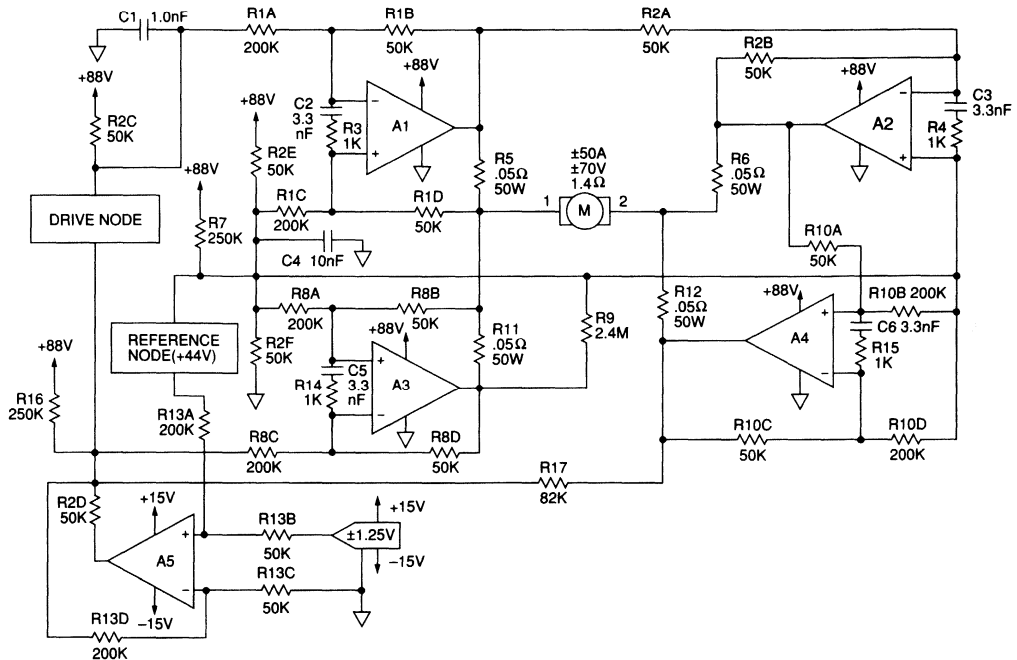 C1 1.0nF
R1A
200K
R1B
50K
R2A
50K
R2B
50K
+88V
R2C
50K
+88V
R2E
50K
C2
3.3
nF
R3
1K
−
+
A1
+88V
+88V
A2
−
+
C3
3.3nF
R4
1K
R5
.05Ω
50W
±50A
±70V
1.4Ω
1
M
2
R6
.05Ω
50W
DRIVE NODE
+88V
R7
250K
R1C
200K
R1D
50K
C4 10nF
R10A
50K
REFERENCE
NODE(+44V)
R8A
200K
R8B
50K
R2F
50K
+88V
+
−
A3
C5
3.3
nF
R14
1K
R11
.05Ω
50W
R9
2.4M
R12
.05Ω
50W
+88V
A4
+
−
R10B 200K
C6 3.3nF
R15
1K
+88V
R16
250K
R13A
200K
R8C
200K
R8D
50K
R10C
50K
R10D
200K
R17
82K
R2D
50K
+15V
A5
+
−
−15V
R13B
50K
+15V
±1.25V
−15V
R13C
50K
R13D
200K